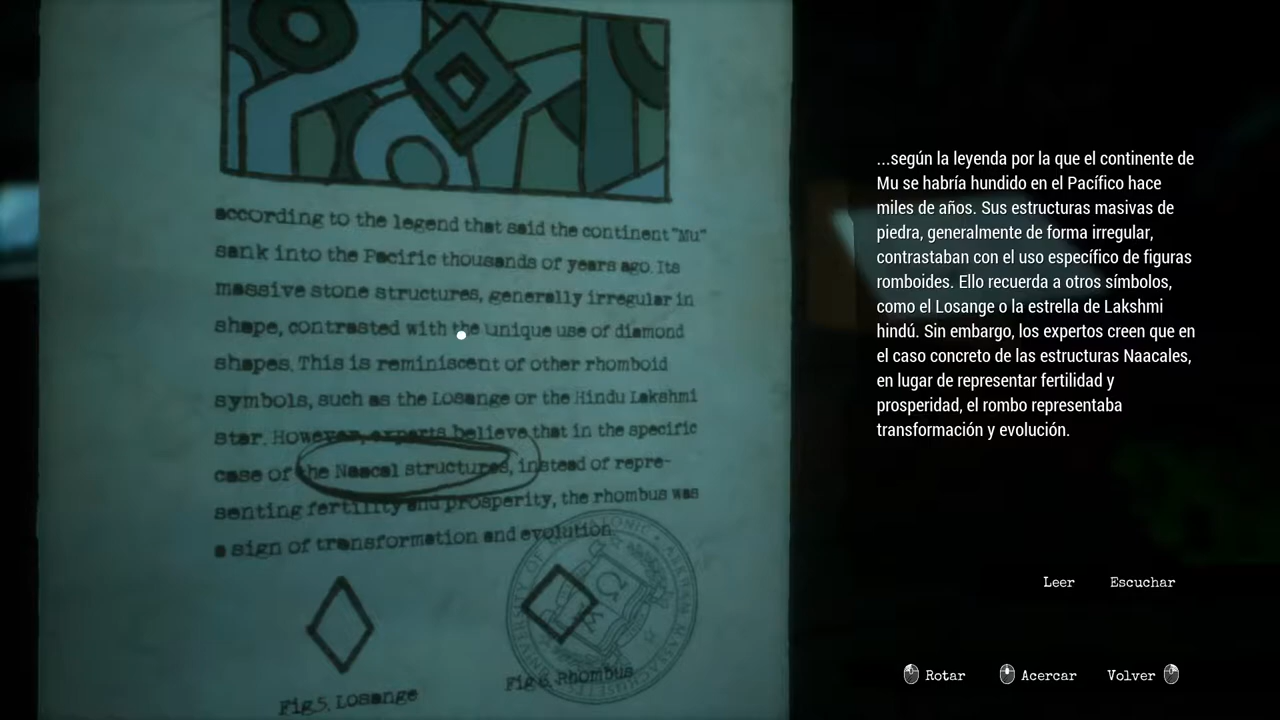 according to the legend that said the continent "Mu"
sank into the Pacific thousands of years ago. Its
massive stone structures, generally irregular in
shape, contrasted with the unique use of diamond
shapes. This is reminiscent of other rhomboid
symbols, such as the Losange or the Hindu Lakshmi
star. However, experts believe that in the specific
case of the Naacal structures, instead of repre-
senting fertility and prosperity, the rhombus was
a sign of transformation and evolution.
Fig 5. Losange
Fig 6. Rhombus
...según la leyenda por la que el continente de
Mu se habría hundido en el Pacífico hace
miles de años. Sus estructuras masivas de
piedra, generalmente de forma irregular,
contrastaban con el uso específico de figuras
romboides. Ello recuerda a otros símbolos,
como el Losange o la estrella de Lakshmi
hindú. Sin embargo, los expertos creen que en
el caso concreto de las estructuras Naacales,
en lugar de representar fertilidad y
prosperidad, el rombo representaba
transformación y evolución.
Leer Escuchar
Rotar Acercar Volver